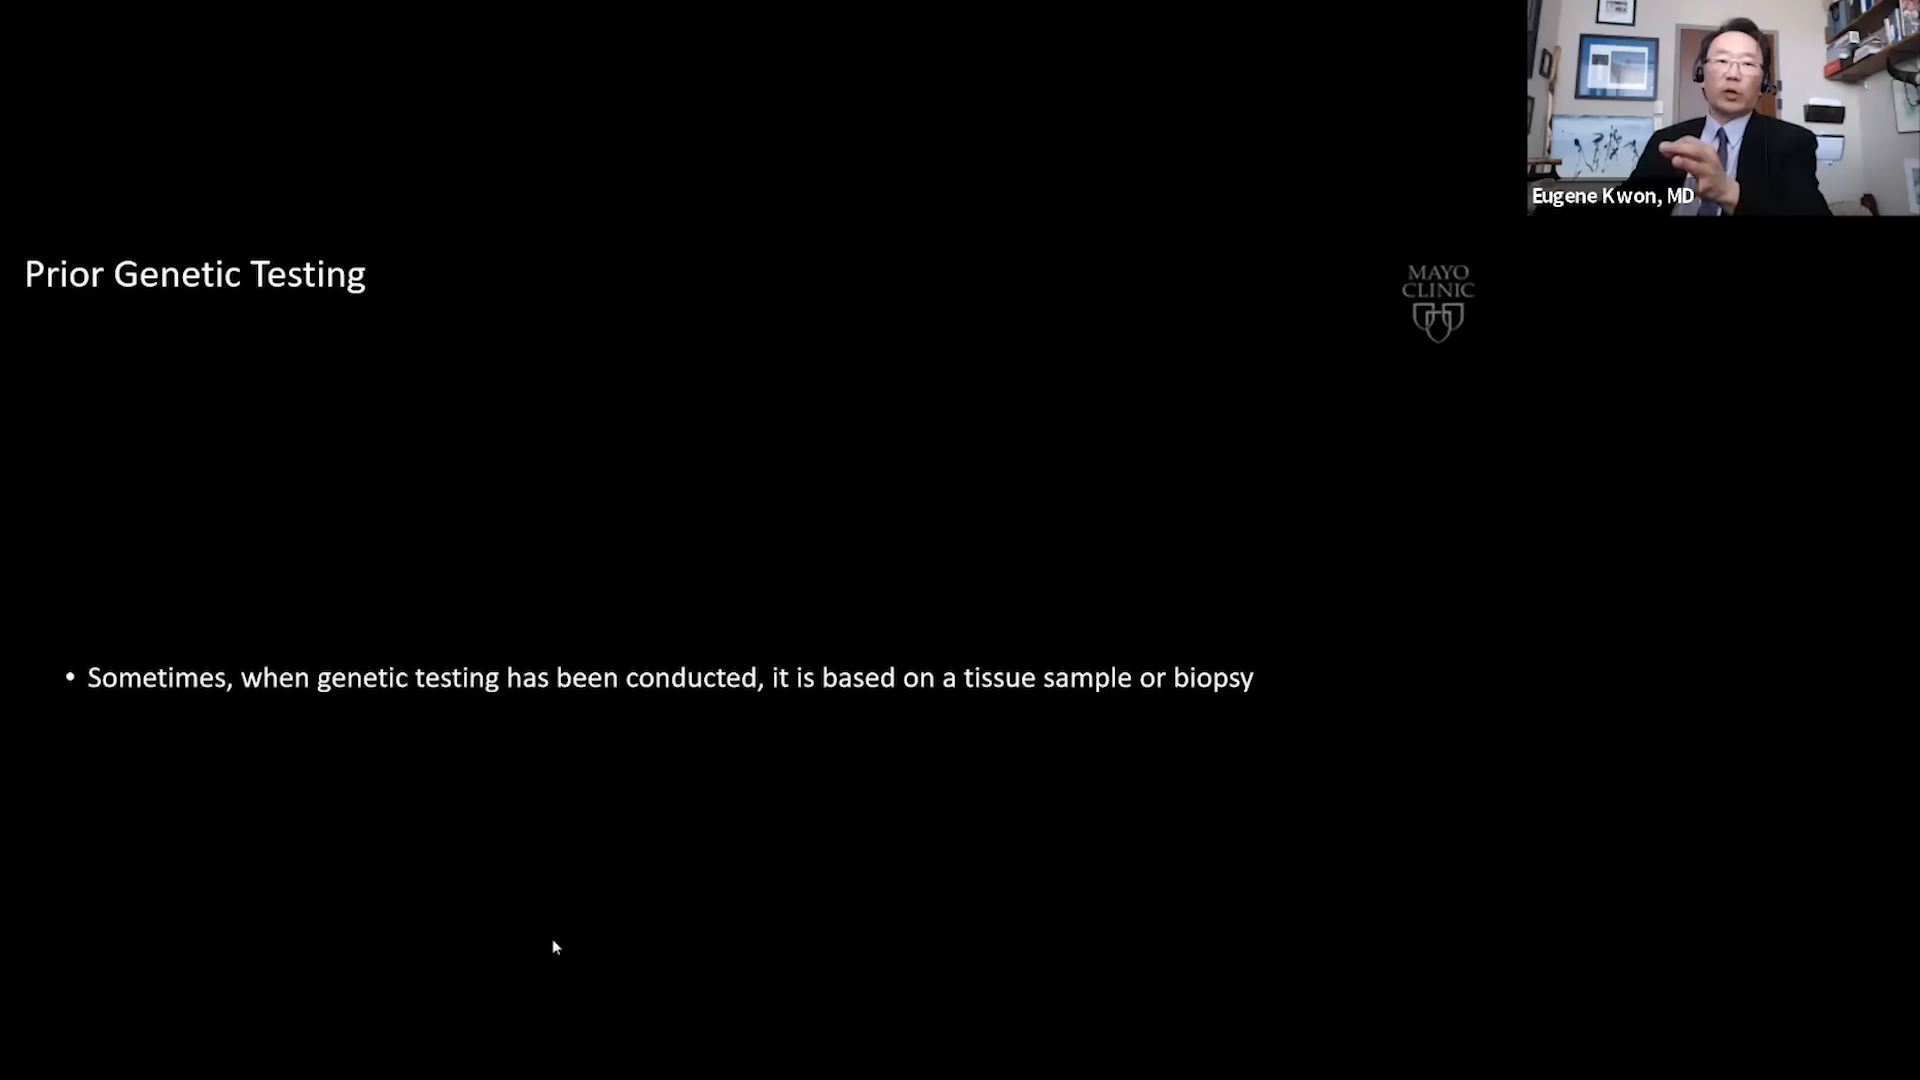 Eugene Kwon, MD
Prior Genetic Testing
MAYO
CLINIC
• Sometimes, when genetic testing has been conducted, it is based on a tissue sample or biopsy